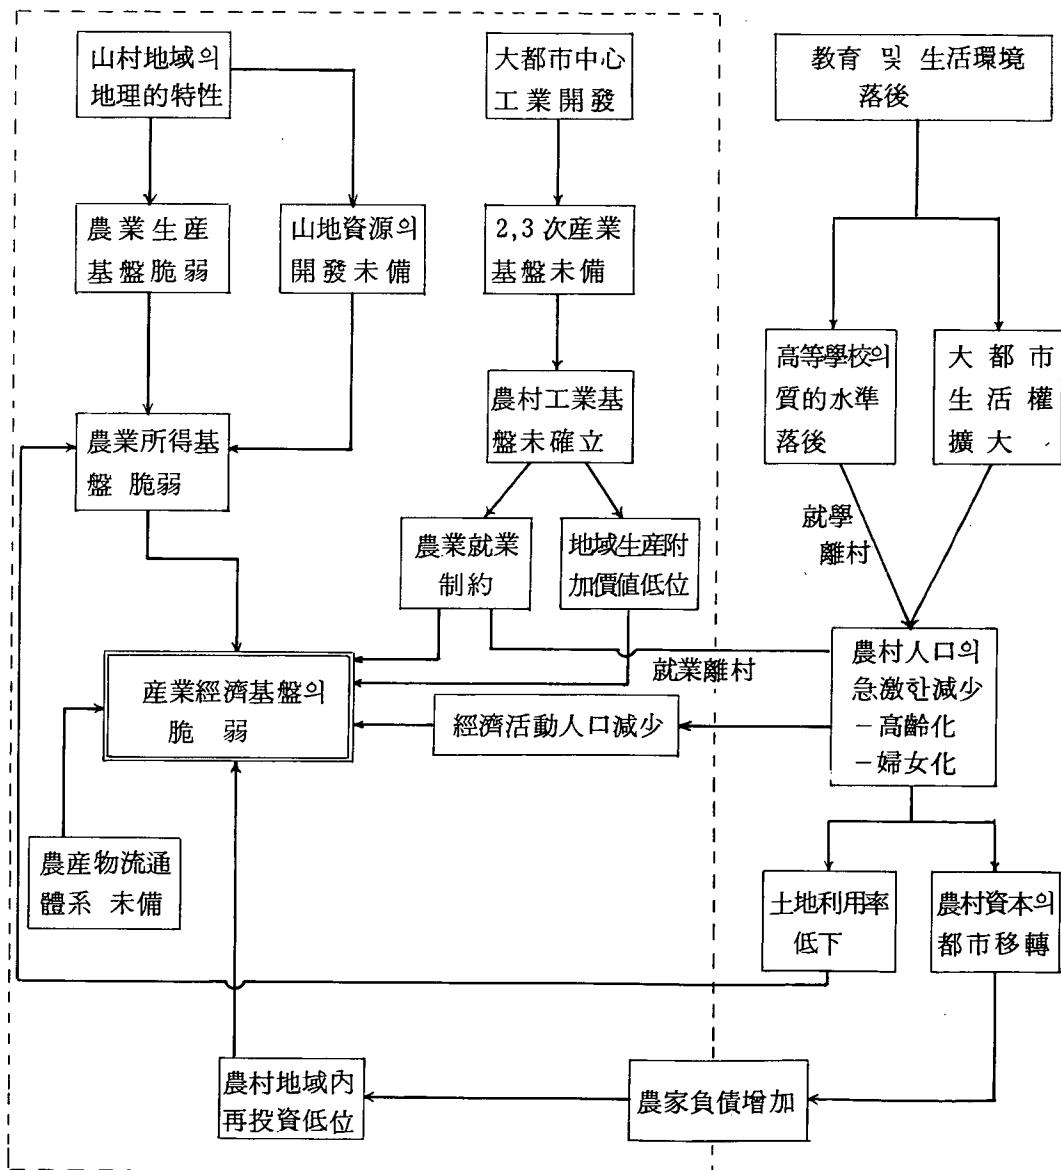 山村地域의
地理的特性
大都市中心
工業開發
教育 및 生活環境
落後
農業生産
基盤脆弱
山地資源의
開發未備
2,3次産業
基盤未備
高等學校의
質的水準
落後
大都市
生活權
擴大
農業所得基
盤 脆弱
農村工業基
盤未確立
就學
離村
農業就業
制約
地域生産附
加價値低位
就業離村
産業經濟基盤의
脆弱
經濟活動人口減少
農村人口의
急激한減少
－高齡化
－婦女化
農産物流通
體系 未備
土地利用率
低下
農村資本의
都市移轉
農村地域內
再投資低位
農家負債增加